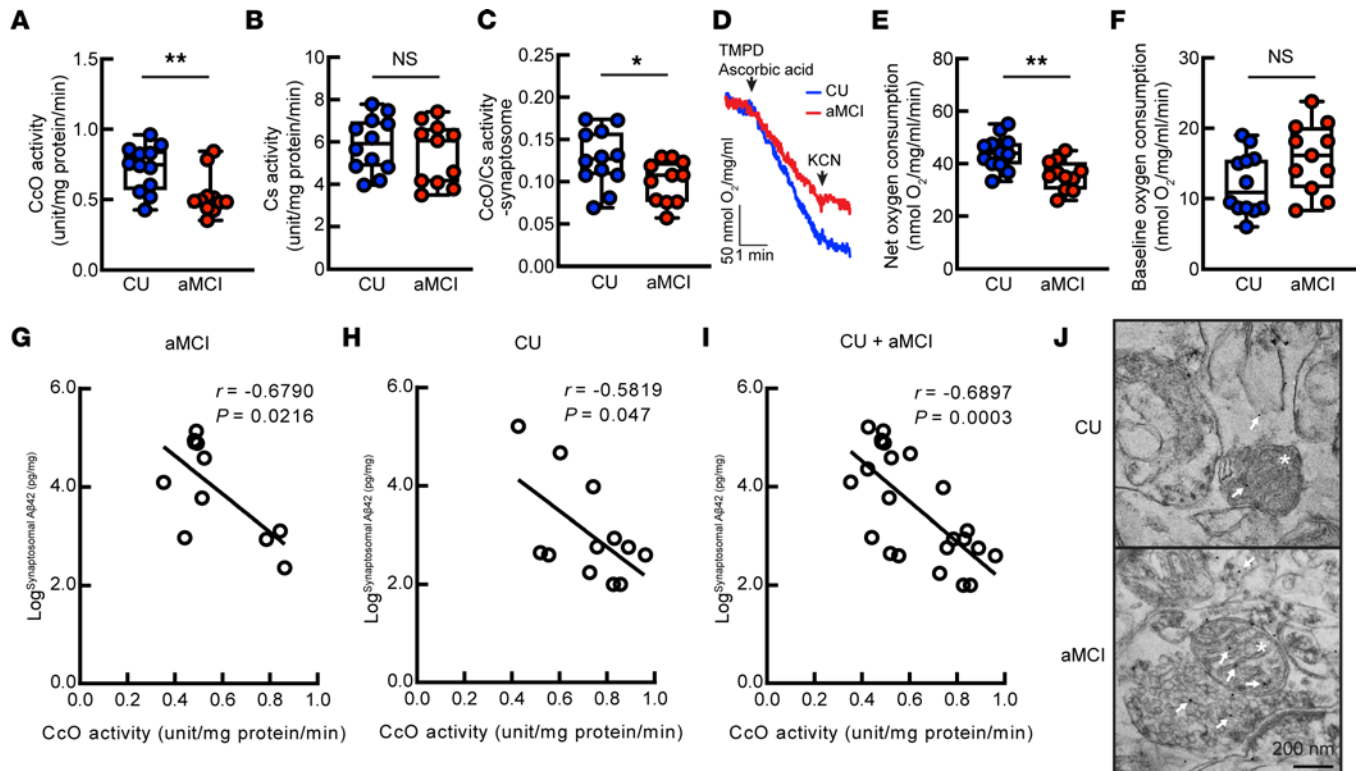 A
CcO activity
(unit/mg protein/min)
1.5
1.0
0.5
0.0
**
CU
aMCI
B
Cs activity
(unit/mg protein/min)
10
8
6
4
2
0
NS
CU
aMCI
C
CcO/Cs activity
-synaptosome
0.25
0.20
0.15
0.10
0.05
0.00
*
CU
aMCI
D
TMPD
Ascorbic acid
CU
aMCI
KCN
50 nmol O₂/mg/ml
1 min
E
Net oxygen consumption
(nmol O₂/mg/ml/min)
80
60
40
20
0
**
CU
aMCI
F
Baseline oxygen consumption
(nmol O₂/mg/ml/min)
30
20
10
0
NS
CU
aMCI
G
aMCI
r = -0.6790
P = 0.0216
Log^Synaptosomal Aβ42 (pg/mg)
6.0
4.0
2.0
0.0
0.0 0.2 0.4 0.6 0.8 1.0
CcO activity (unit/mg protein/min)
H
CU
r = -0.5819
P = 0.047
Log^Synaptosomal Aβ42 (pg/mg)
6.0
4.0
2.0
0.0
0.0 0.2 0.4 0.6 0.8 1.0
CcO activity (unit/mg protein/min)
I
CU + aMCI
r = -0.6897
P = 0.0003
Log^Synaptosomal Aβ42 (pg/mg)
6.0
4.0
2.0
0.0
0.0 0.2 0.4 0.6 0.8 1.0
CcO activity (unit/mg protein/min)
J
CU
*
aMCI
*
200 nm